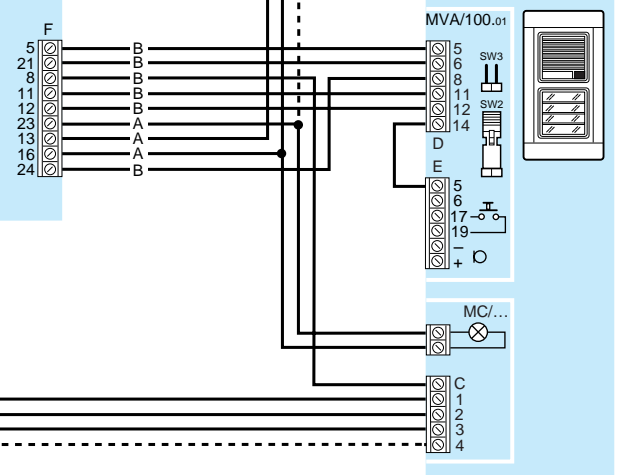 F
5 B
21 B
8 B
11 B
12 B
23 A
13 A
16 A
24 B
MVA/100.01
5
6
8
11
12
14
SW3
SW2
D
E
5
6
17
19
–
+
MC/...
C
1
2
3
4